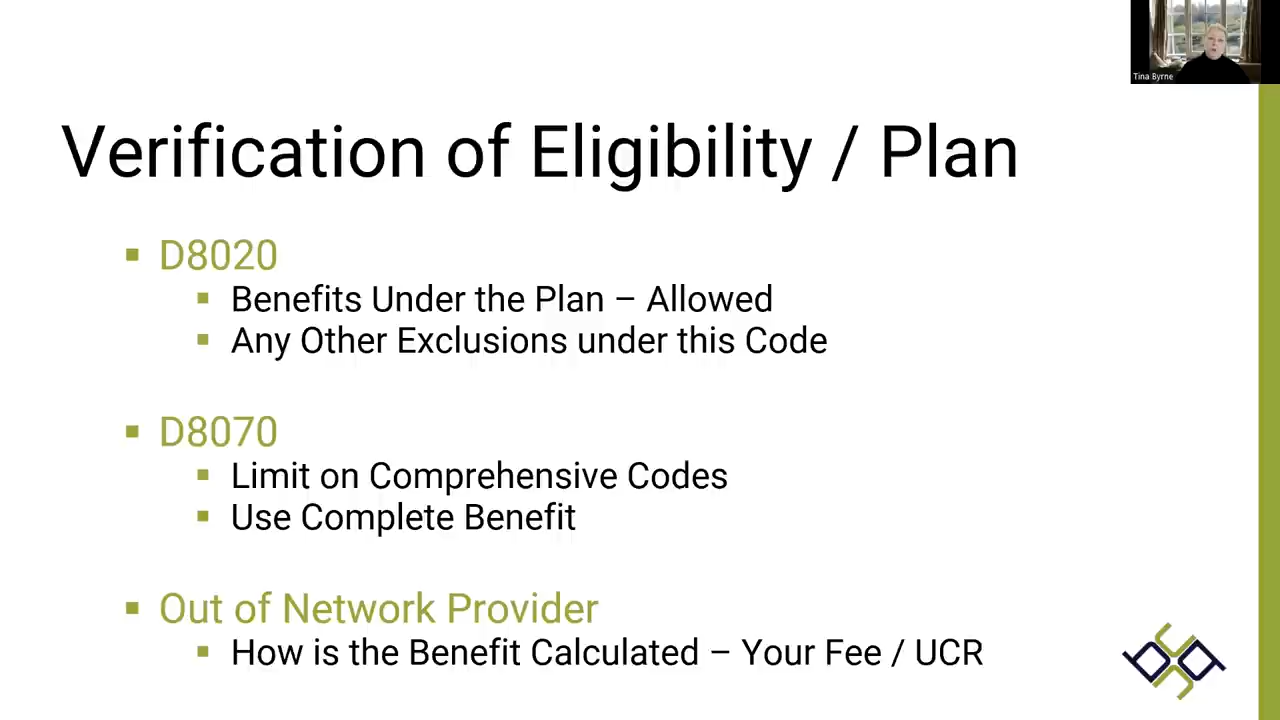 Tina Byrne
Verification of Eligibility / Plan
D8020
Benefits Under the Plan – Allowed
Any Other Exclusions under this Code
D8070
Limit on Comprehensive Codes
Use Complete Benefit
Out of Network Provider
How is the Benefit Calculated – Your Fee / UCR